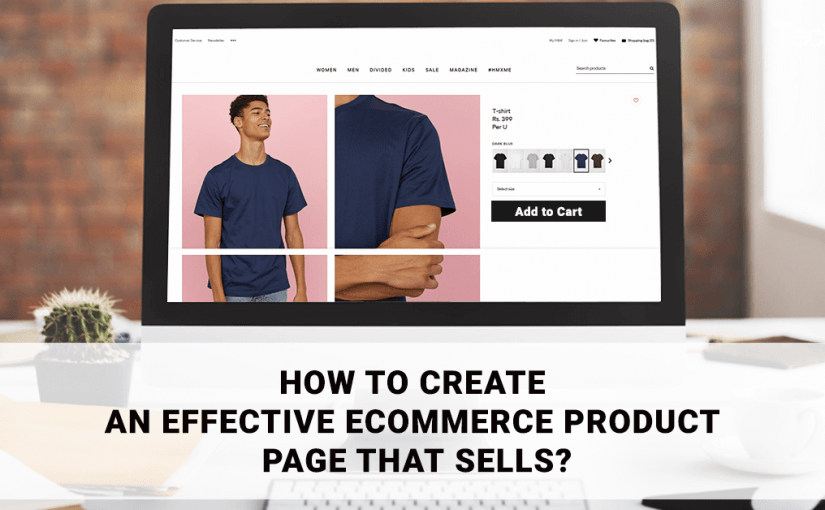 Customer Service Newsletter •••
My H&M Sign in / Join Favourites Shopping bag (0)
WOMEN MEN DIVIDED KIDS SALE MAGAZINE #HMXME
Search products
T-shirt
Rs. 399
Per U
DARK BLUE
Select size
Add to Cart
HOW TO CREATE
AN EFFECTIVE ECOMMERCE PRODUCT
PAGE THAT SELLS?